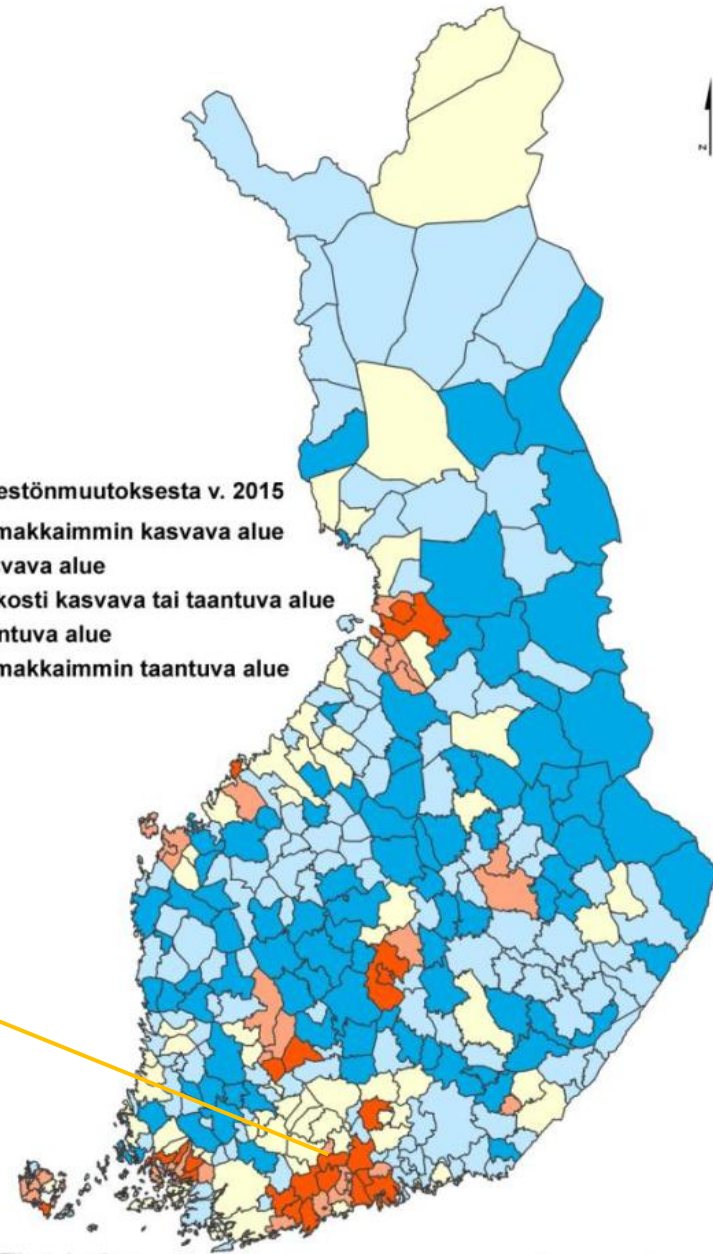 N
estönmuutoksesta v. 2015
makkaimmin kasvava alue
vava alue
kosti kasvava tai taantuva alue
ntuva alue
makkaimmin taantuva alue